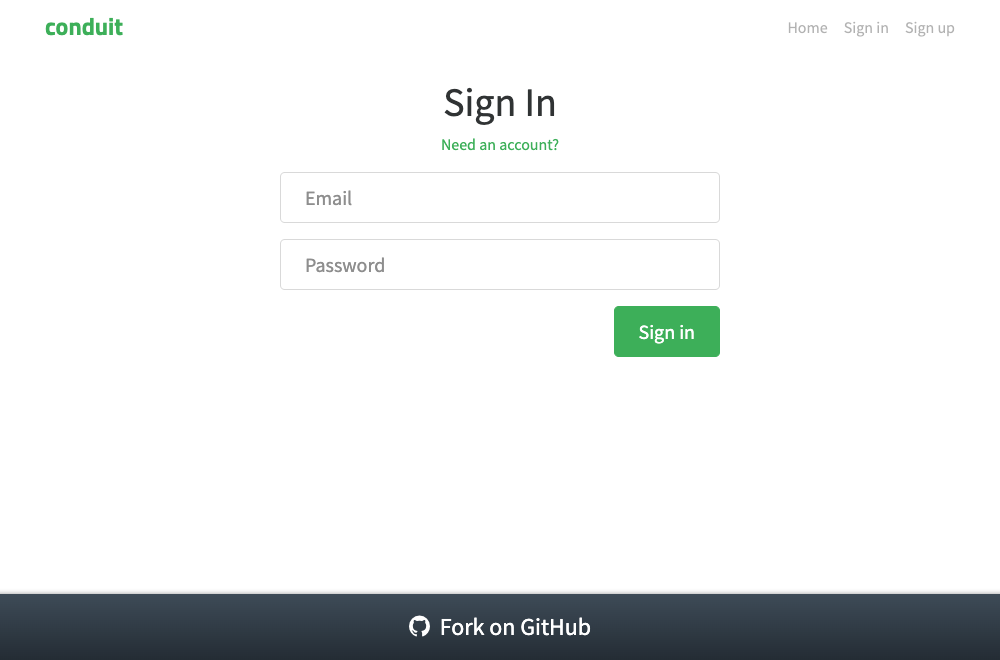 conduit
Home Sign in Sign up
Sign In
Need an account?
Email
Password
Sign in
Fork on GitHub